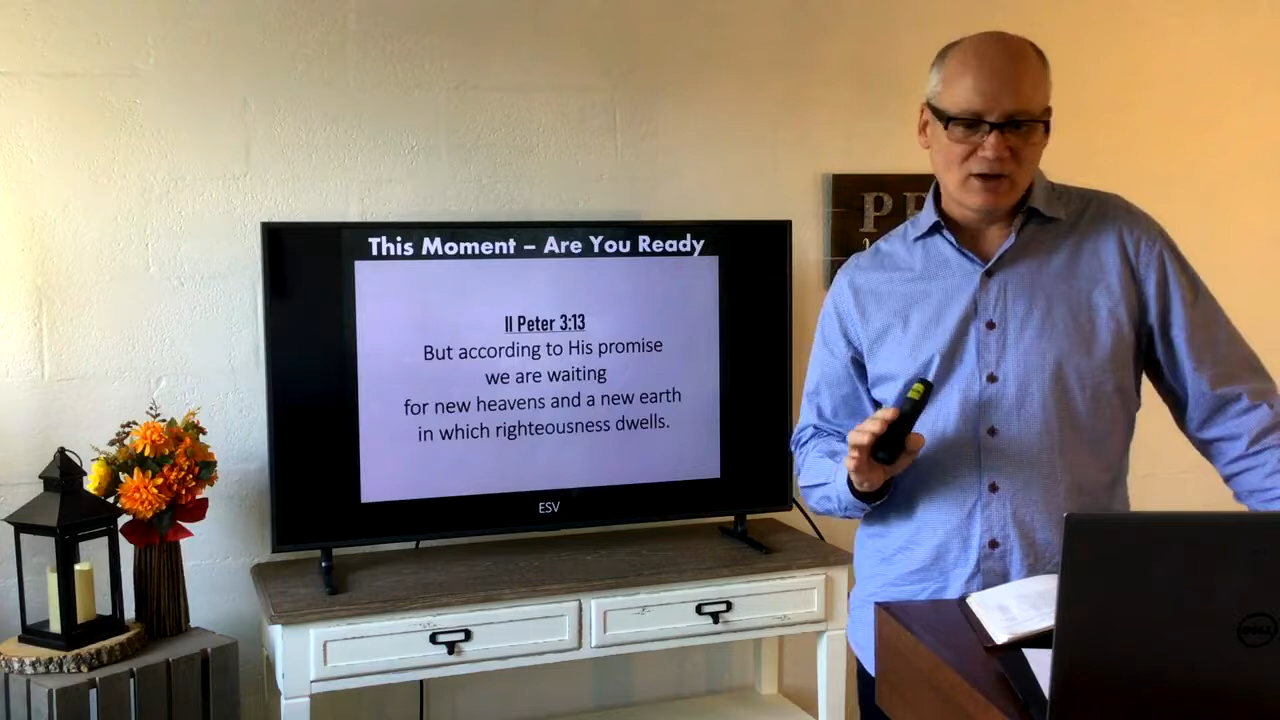 This Moment – Are You Ready
II Peter 3:13
But according to His promise
we are waiting
for new heavens and a new earth
in which righteousness dwells.
ESV
DELL